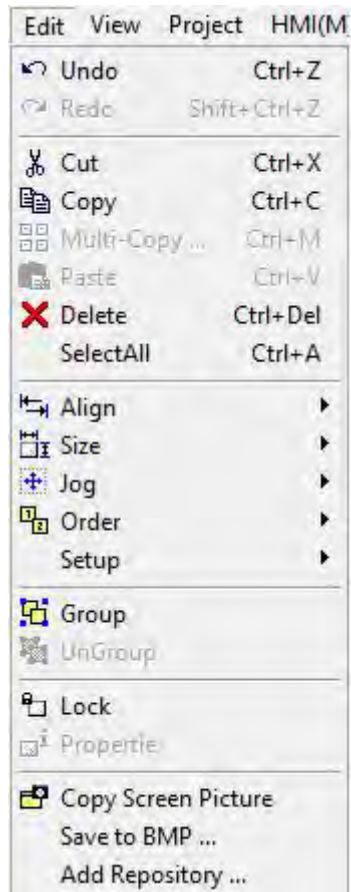 Edit View Project HMI(M
Undo Ctrl+Z
Redo Shift+Ctrl+Z
Cut Ctrl+X
Copy Ctrl+C
Multi-Copy ... Ctrl+M
Paste Ctrl+V
Delete Ctrl+Del
SelectAll Ctrl+A
Align
Size
Jog
Order
Setup
Group
UnGroup
Lock
Propertie
Copy Screen Picture
Save to BMP ...
Add Repository ...